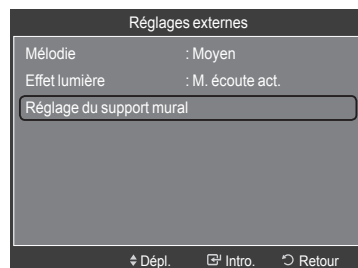 Réglages externes
Mélodie : Moyen
Effet lumière : M. écoute act.
Réglage du support mural
Dépl. Intro. Retour